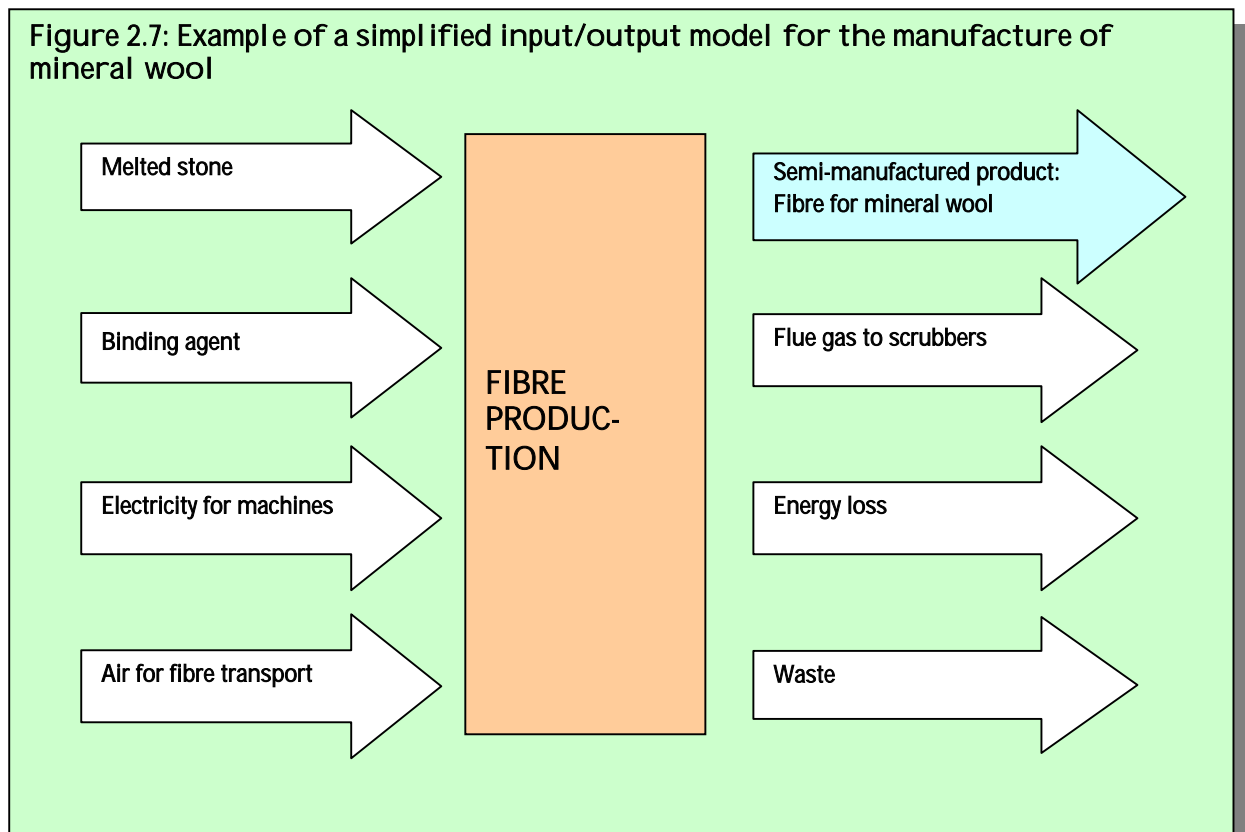 Figure 2.7: Example of a simplified input/output model for the manufacture of
mineral wool
Melted stone
Binding agent
Electricity for machines
Air for fibre transport
FIBRE
PRODUC-
TION
Semi-manufactured product:
Fibre for mineral wool
Flue gas to scrubbers
Energy loss
Waste